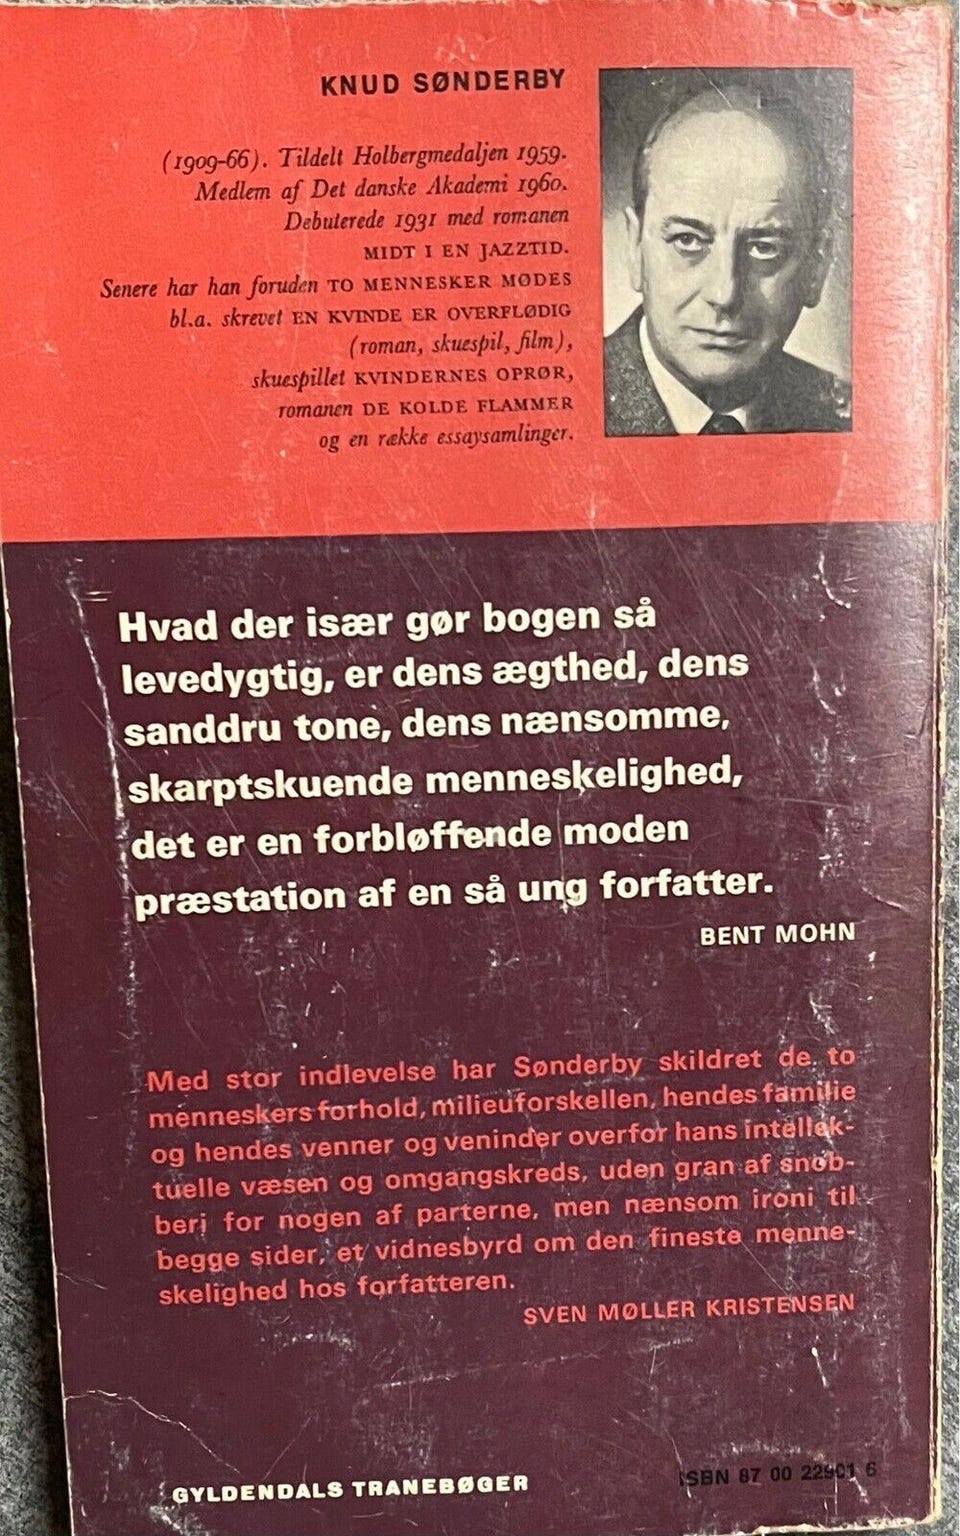 KNUD SØNDERBY
(1909-66). Tildelt Holbergmedaljen 1959.
Medlem af Det danske Akademi 1960.
Debuterede 1931 med romanen
MIDT I EN JAZZTID.
Senere har han foruden TO MENNESKER MØDES
bl.a. skrevet EN KVINDE ER OVERFLØDIG
(roman, skuespil, film),
skuespillet KVINDERNES OPRØR,
romanen DE KOLDE FLAMMER
og en række essaysamlinger.
Hvad der især gør bogen så
levedygtig, er dens ægthed, dens
sanddru tone, dens nænsomme,
skarptskuende menneskelighed,
det er en forbløffende moden
præstation af en så ung forfatter.
BENT MOHN
Med stor indlevelse har Sønderby skildret de to
menneskers forhold, milieuforskellen, hendes familie
og hendes venner og veninder overfor hans intellek-
tuelle væsen og omgangskreds, uden gran af snob-
beri for nogen af parterne, men nænsom ironi til
begge sider, et vidnesbyrd om den fineste menne-
skelighed hos forfatteren.
SVEN MØLLER KRISTENSEN
GYLDENDALS TRANEBØGER
ISBN 87 00 22901 6